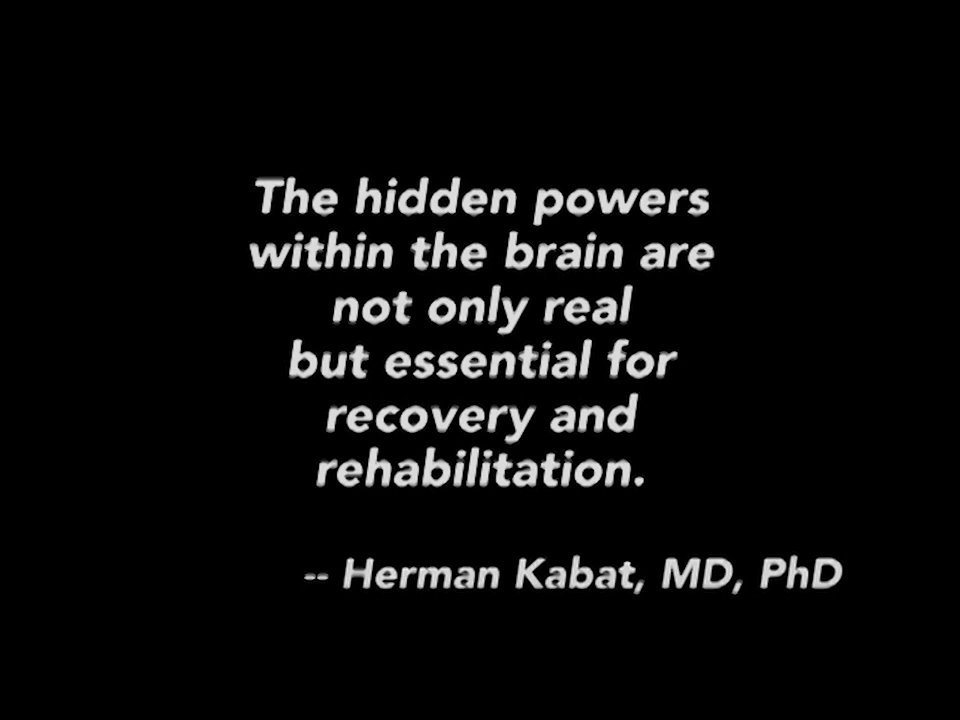 The hidden powers
within the brain are
not only real
but essential for
recovery and
rehabilitation.
-- Herman Kabat, MD, PhD